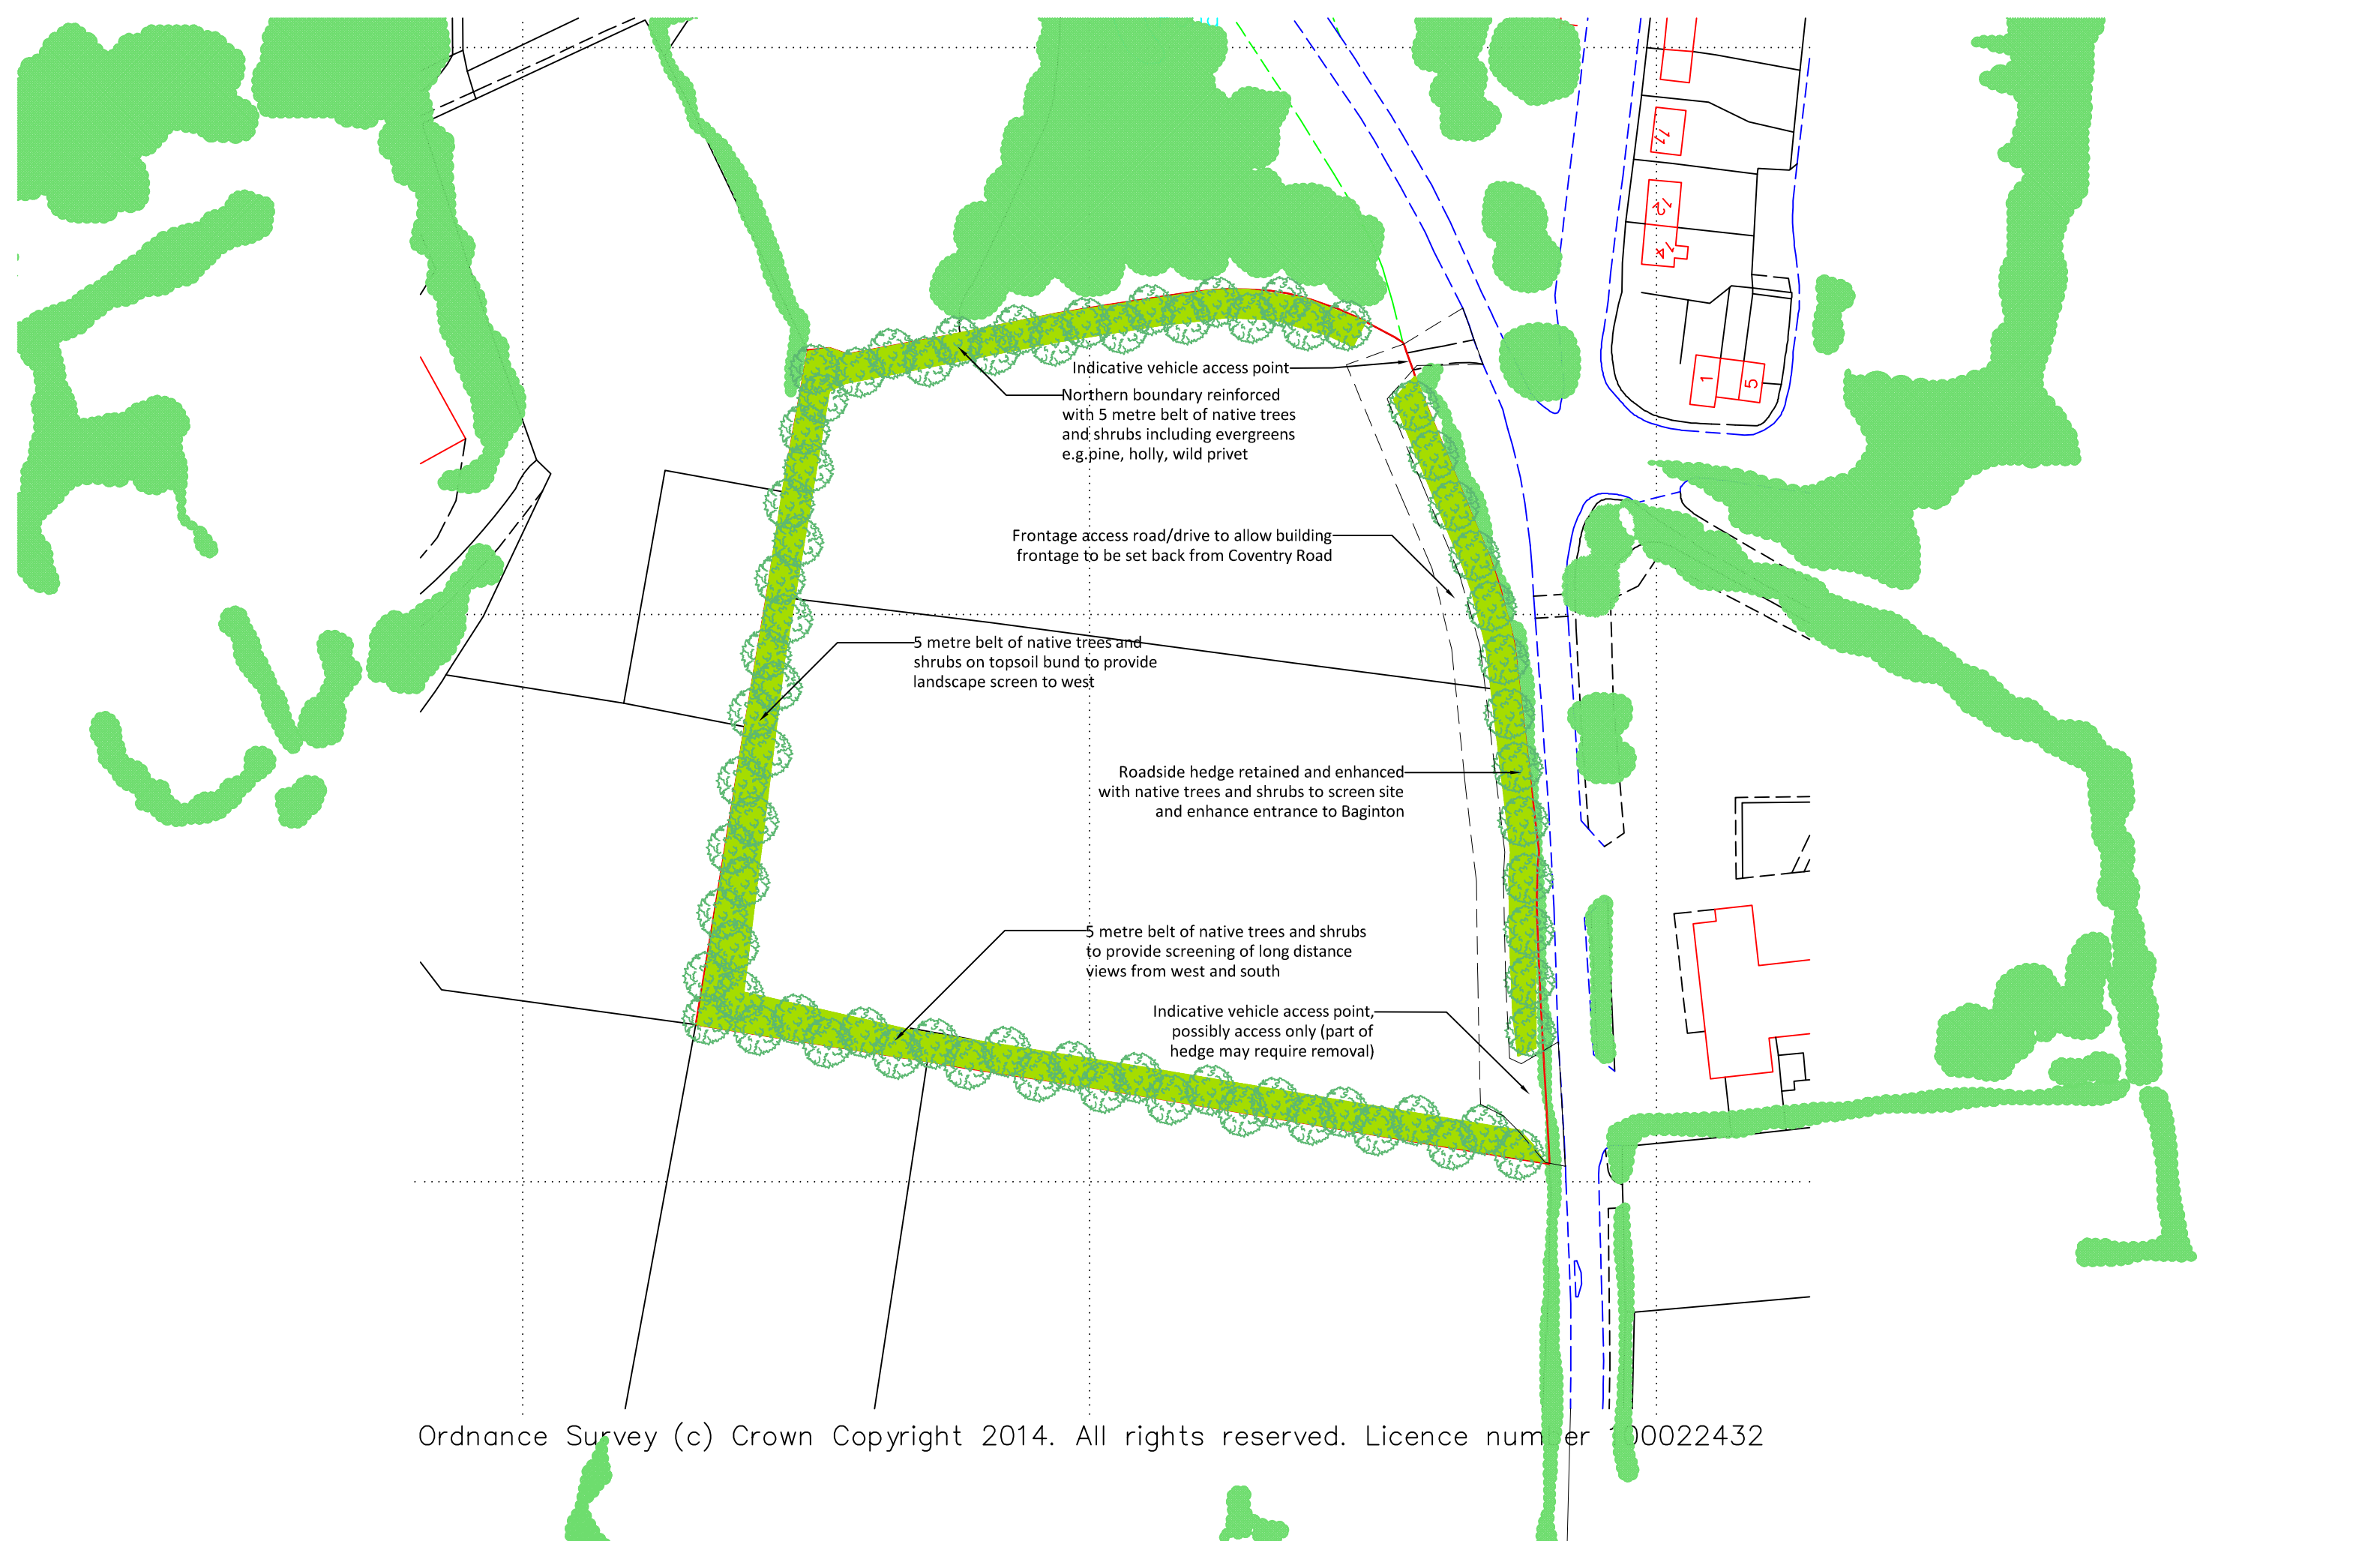 11
12
14
1
5
Indicative vehicle access point
Northern boundary reinforced
with 5 metre belt of native trees
and shrubs including evergreens
e.g.pine, holly, wild privet
Frontage access road/drive to allow building
frontage to be set back from Coventry Road
5 metre belt of native trees and
shrubs on topsoil bund to provide
landscape screen to west
Roadside hedge retained and enhanced
with native trees and shrubs to screen site
and enhance entrance to Baginton
5 metre belt of native trees and shrubs
to provide screening of long distance
views from west and south
Indicative vehicle access point,
possibly access only (part of
hedge may require removal)
Ordnance Survey (c) Crown Copyright 2014. All rights reserved. Licence number 100022432